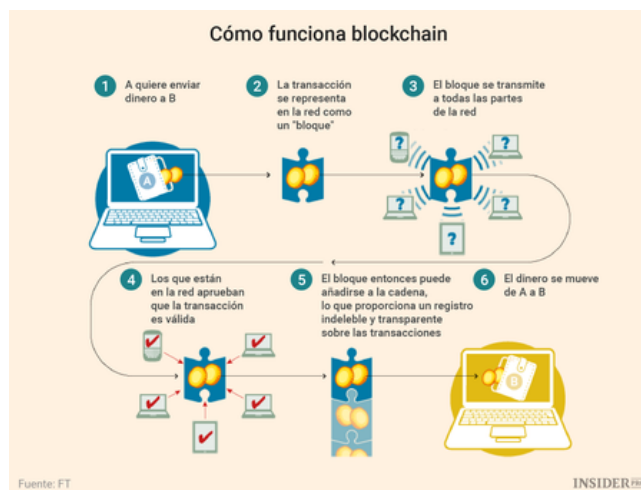 Cómo funciona blockchain
1
A quiere enviar
dinero a B
2
La transacción
se representa
en la red como
un "bloque"
3
El bloque se transmite
a todas las partes
de la red
A
?
?
?
?
?
4
Los que están
en la red aprueban
que la transacción
es válida
5
El bloque entonces puede
añadirse a la cadena,
lo que proporciona un registro
indeleble y transparente
sobre las transacciones
6
El dinero se mueve
de A a B
B
Fuente: FT
INSIDER PRO